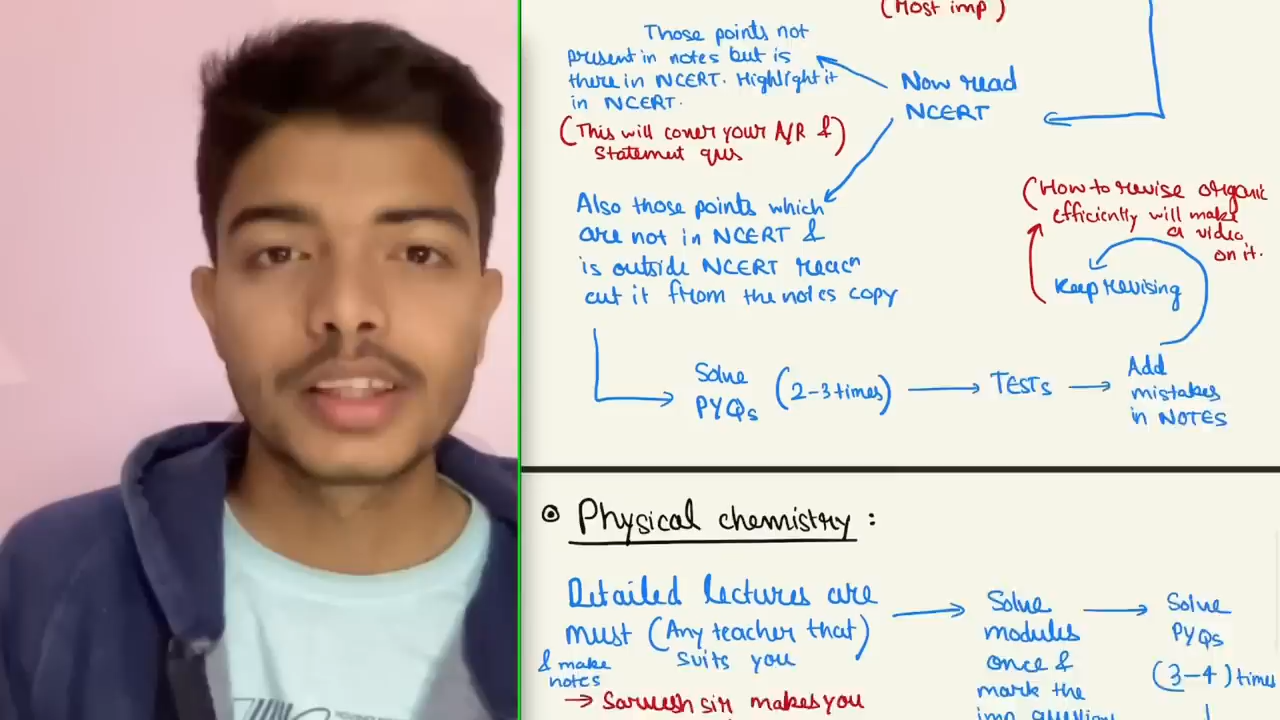 (Most imp)
Those points not
present in notes but is
there in NCERT. Highlight it
in NCERT.
(This will cover your A/R &
statement qus)
Now read
NCERT
Also those points which
are not in NCERT &
is outside NCERT reach
cut it from the notes copy
(How to revise organic
efficiently will make
a video
on it.
Keep revising
Solve
PYQs
(2-3 times)
TESTs
Add
mistakes
in NOTES
Physical chemistry :
Detailed lectures are
must (Any teacher that
suits you)
& make
notes
→ Sarvesh sir makes you
Solve
modules
once &
mark the
imp question
Solve
PYQs
(3-4) times